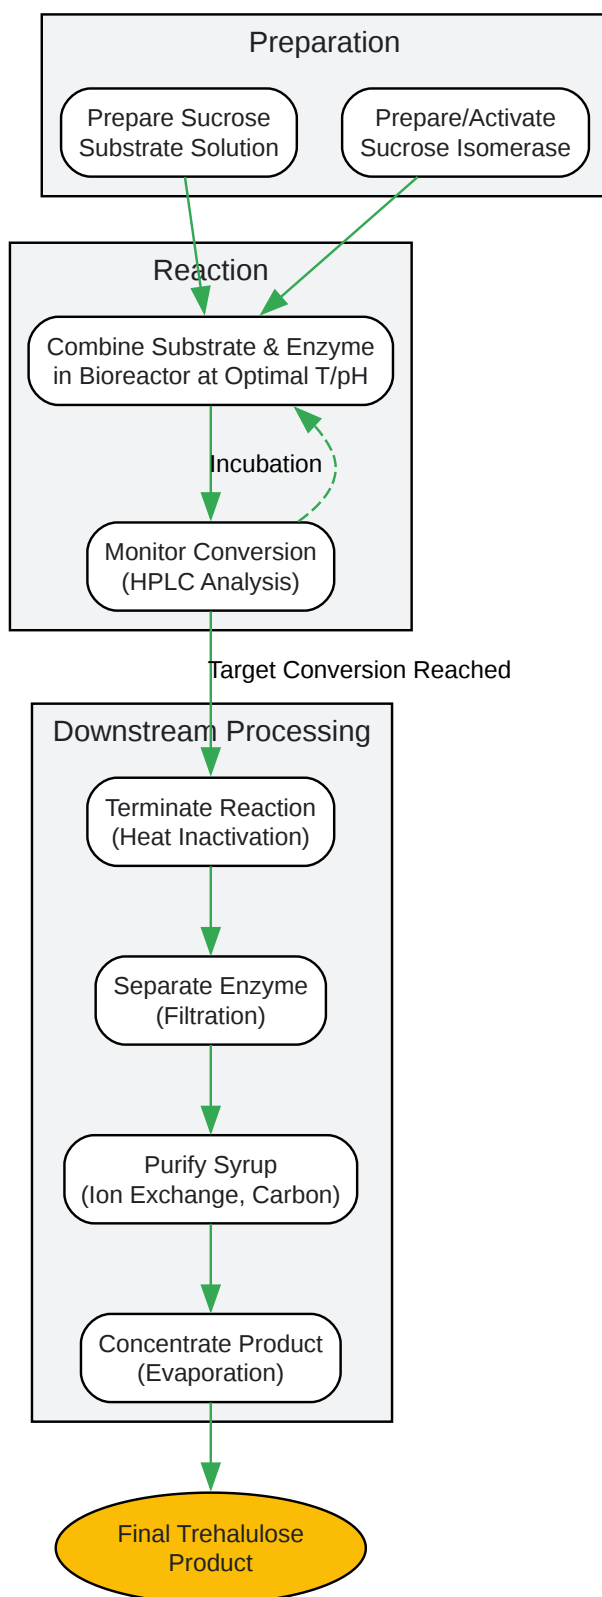 Preparation
Prepare Sucrose
Substrate Solution
Prepare/Activate
Sucrose Isomerase
Reaction
Combine Substrate & Enzyme
in Bioreactor at Optimal T/pH
Incubation
Monitor Conversion
(HPLC Analysis)
Target Conversion Reached
Downstream Processing
Terminate Reaction
(Heat Inactivation)
Separate Enzyme
(Filtration)
Purify Syrup
(Ion Exchange, Carbon)
Concentrate Product
(Evaporation)
Final Trehalulose
Product